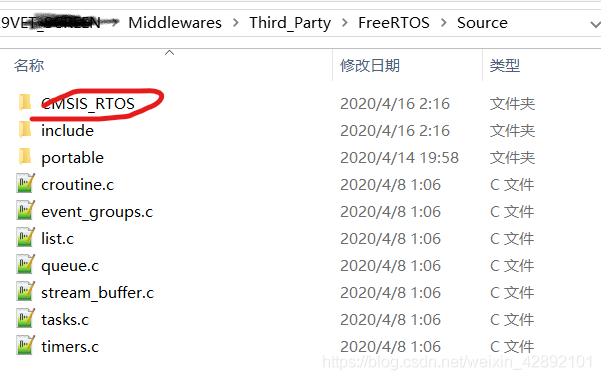 Middlewares > Third_Party > FreeRTOS > Source
名称 修改日期 类型
CMSIS_RTOS 2020/4/16 2:16 文件夹
include 2020/4/16 2:16 文件夹
portable 2020/4/14 19:58 文件夹
croutine.c 2020/4/8 1:06 C 文件
event_groups.c 2020/4/8 1:06 C 文件
list.c 2020/4/8 1:06 C 文件
queue.c 2020/4/8 1:06 C 文件
stream_buffer.c 2020/4/8 1:06 C 文件
tasks.c 2020/4/8 1:06 C 文件
timers.c 2020/4/8 1:06 C 文件
https://blog.csdn.net/weixin_42892101